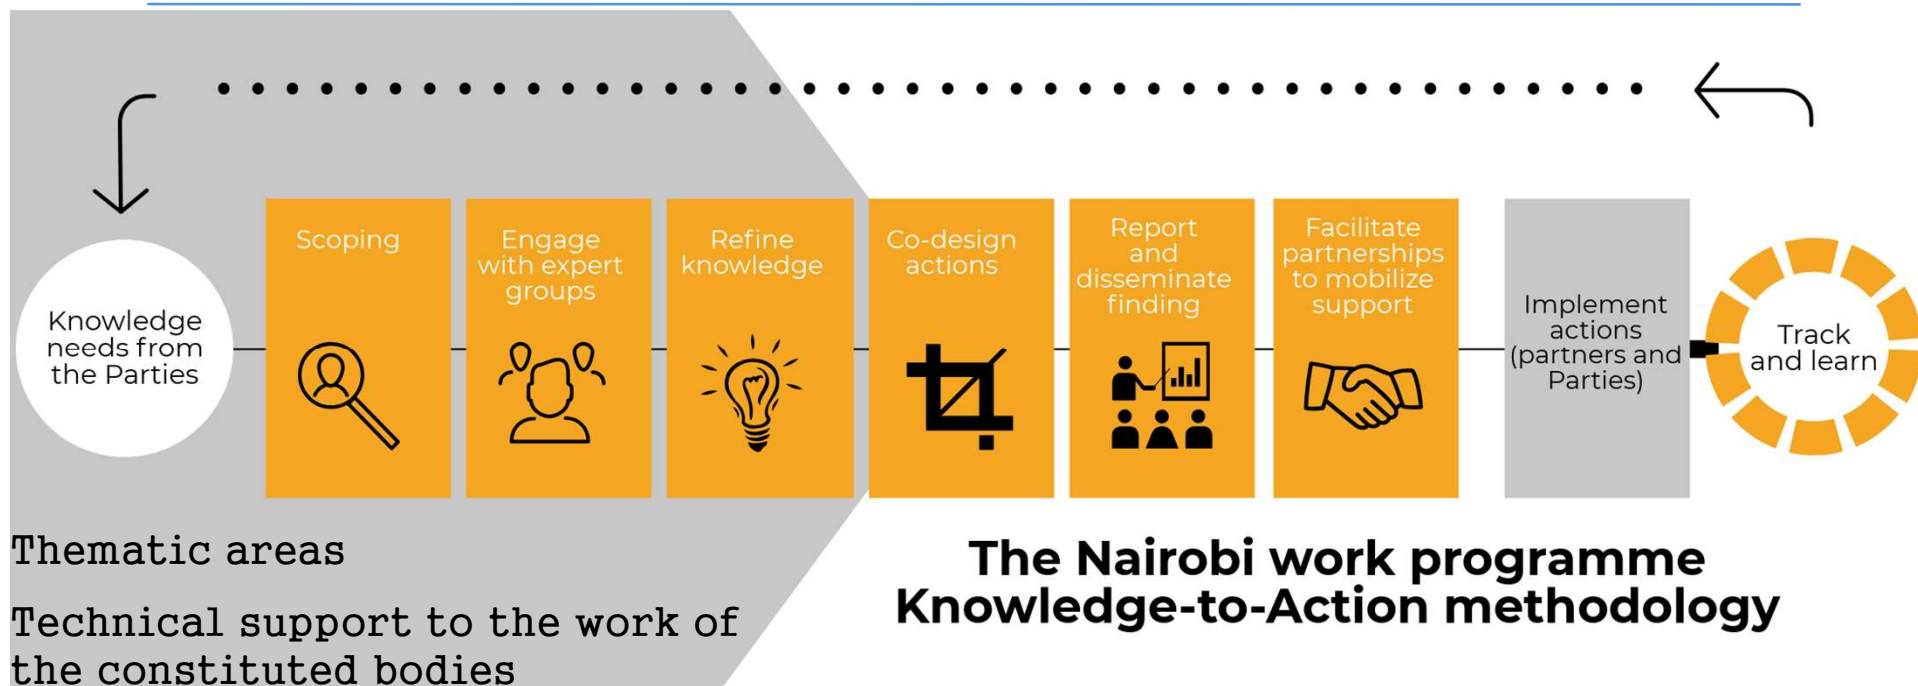 Knowledge
needs from
the Parties
Scoping
Engage
with expert
groups
Refine
knowledge
Co-design
actions
Report
and
disseminate
finding
Facilitate
partnerships
to mobilize
support
Implement
actions
(partners and
Parties)
Track
and learn
Thematic areas
Technical support to the work of
the constituted bodies
The Nairobi work programme
Knowledge-to-Action methodology